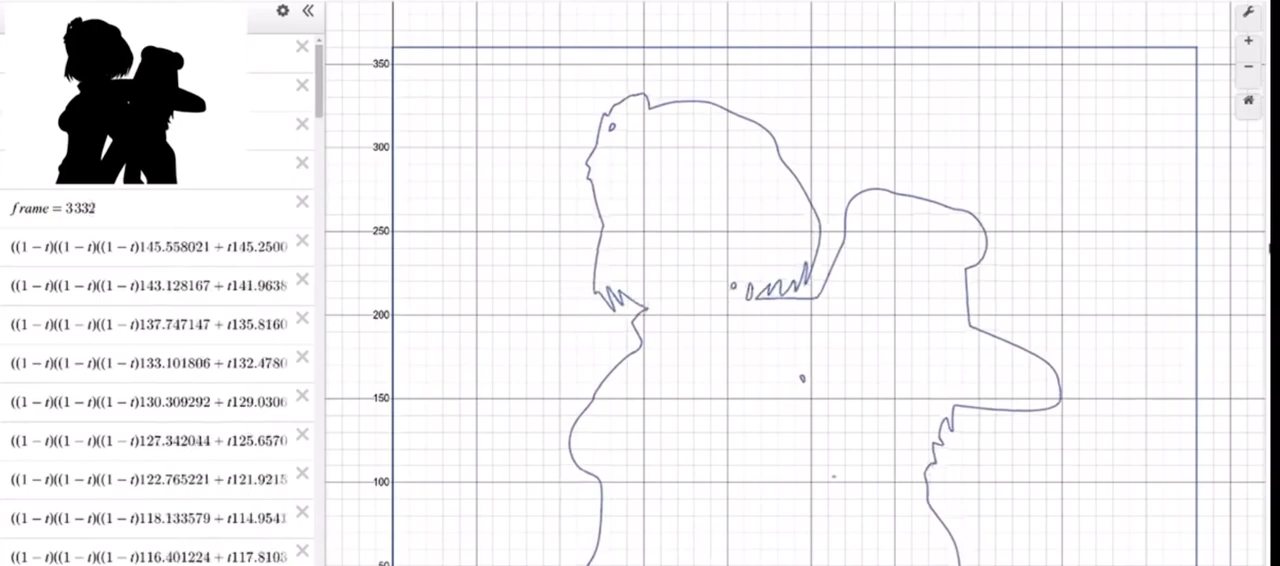 frame = 3332
((1 − t)((1 − t)((1 − t)145.558021 + t145.2500
((1 − t)((1 − t)((1 − t)143.128167 + t141.9638
((1 − t)((1 − t)((1 − t)137.747147 + t135.8160
((1 − t)((1 − t)((1 − t)133.101806 + t132.4780
((1 − t)((1 − t)((1 − t)130.309292 + t129.0306
((1 − t)((1 − t)((1 − t)127.342044 + t125.6570
((1 − t)((1 − t)((1 − t)122.765221 + t121.9215
((1 − t)((1 − t)((1 − t)118.133579 + t114.9541
((1 − t)((1 − t)((1 − t)116.401224 + t117.8103
350
300
250
200
150
100
50